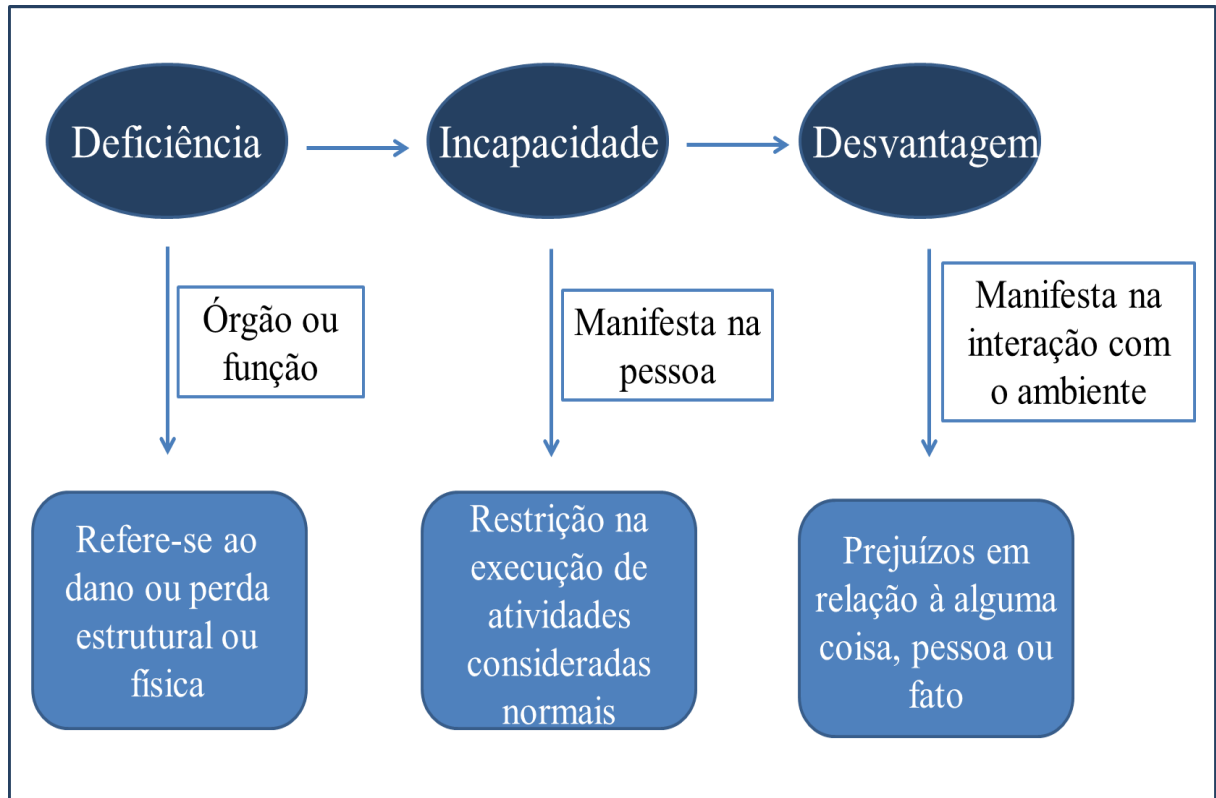 Deficiência
Incapacidade
Desvantagem
Órgão ou
função
Manifesta na
pessoa
Manifesta na
interação com
o ambiente
Refere-se ao
dano ou perda
estrutural ou
física
Restrição na
execução de
atividades
consideradas
normais
Prejuízos em
relação à alguma
coisa, pessoa ou
fato